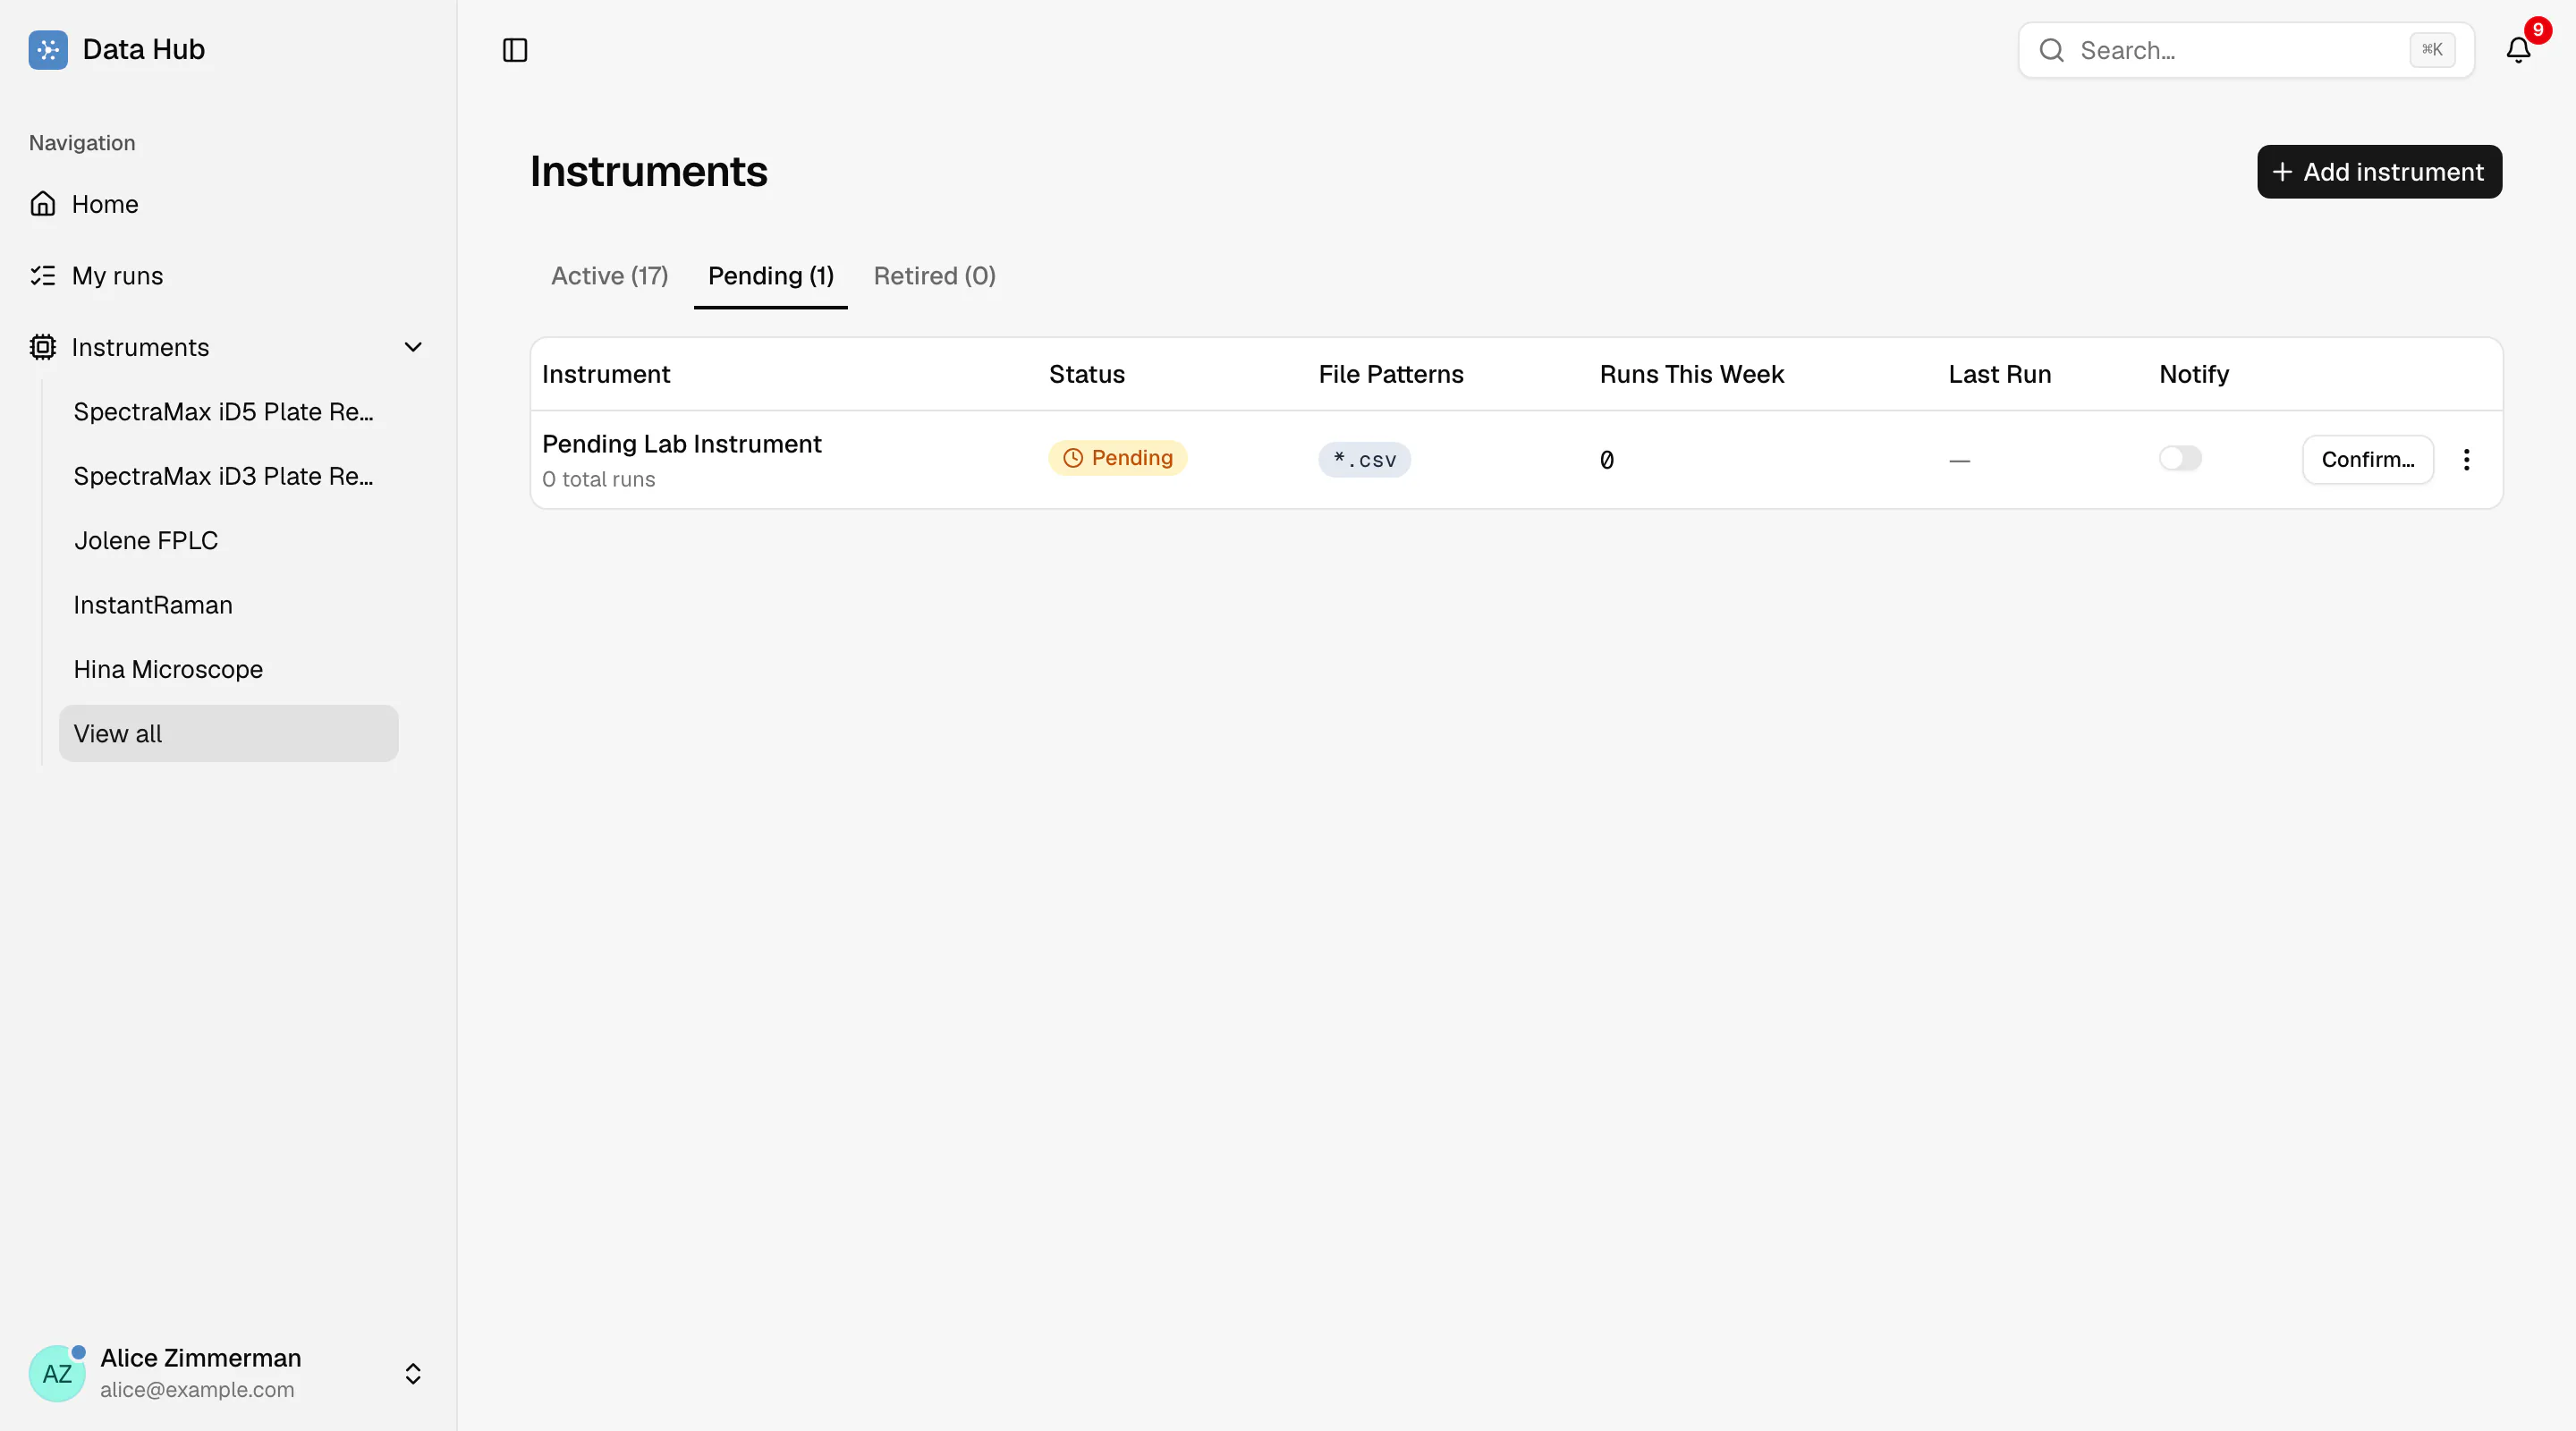 Data Hub
Navigation
Home
My runs
Instruments
SpectraMax iD5 Plate Re...
SpectraMax iD3 Plate Re...
Jolene FPLC
InstantRaman
Hina Microscope
View all
AZ
Alice Zimmerman
alice@example.com
Search...
⌘K
9
Instruments
+ Add instrument
Active (17)
Pending (1)
Retired (0)
Instrument Status File Patterns Runs This Week Last Run Notify
Pending Lab Instrument
0 total runs
Pending
*.csv
0
—
Confirm...